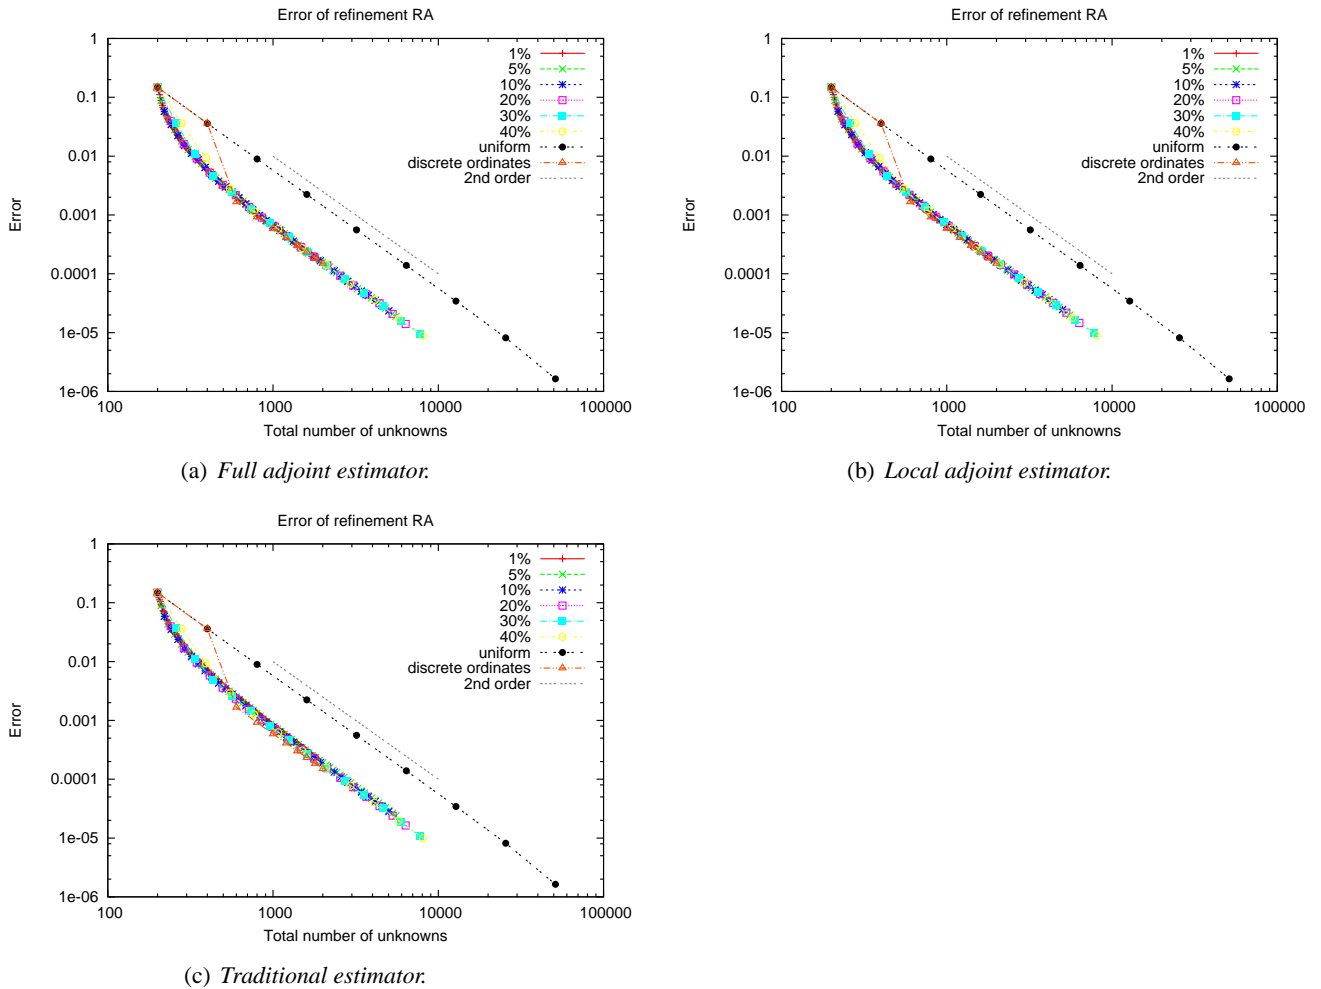 Error of refinement RA
1
0.1
0.01
0.001
0.0001
1e-05
1e-06
100 1000 10000 100000
Error
Total number of unknowns
1%
5%
10%
20%
30%
40%
uniform
discrete ordinates
2nd order
(a) Full adjoint estimator.
Error of refinement RA
1
0.1
0.01
0.001
0.0001
1e-05
1e-06
100 1000 10000 100000
Error
Total number of unknowns
1%
5%
10%
20%
30%
40%
uniform
discrete ordinates
2nd order
(b) Local adjoint estimator.
Error of refinement RA
1
0.1
0.01
0.001
0.0001
1e-05
1e-06
100 1000 10000 100000
Error
Total number of unknowns
1%
5%
10%
20%
30%
40%
uniform
discrete ordinates
2nd order
(c) Traditional estimator.